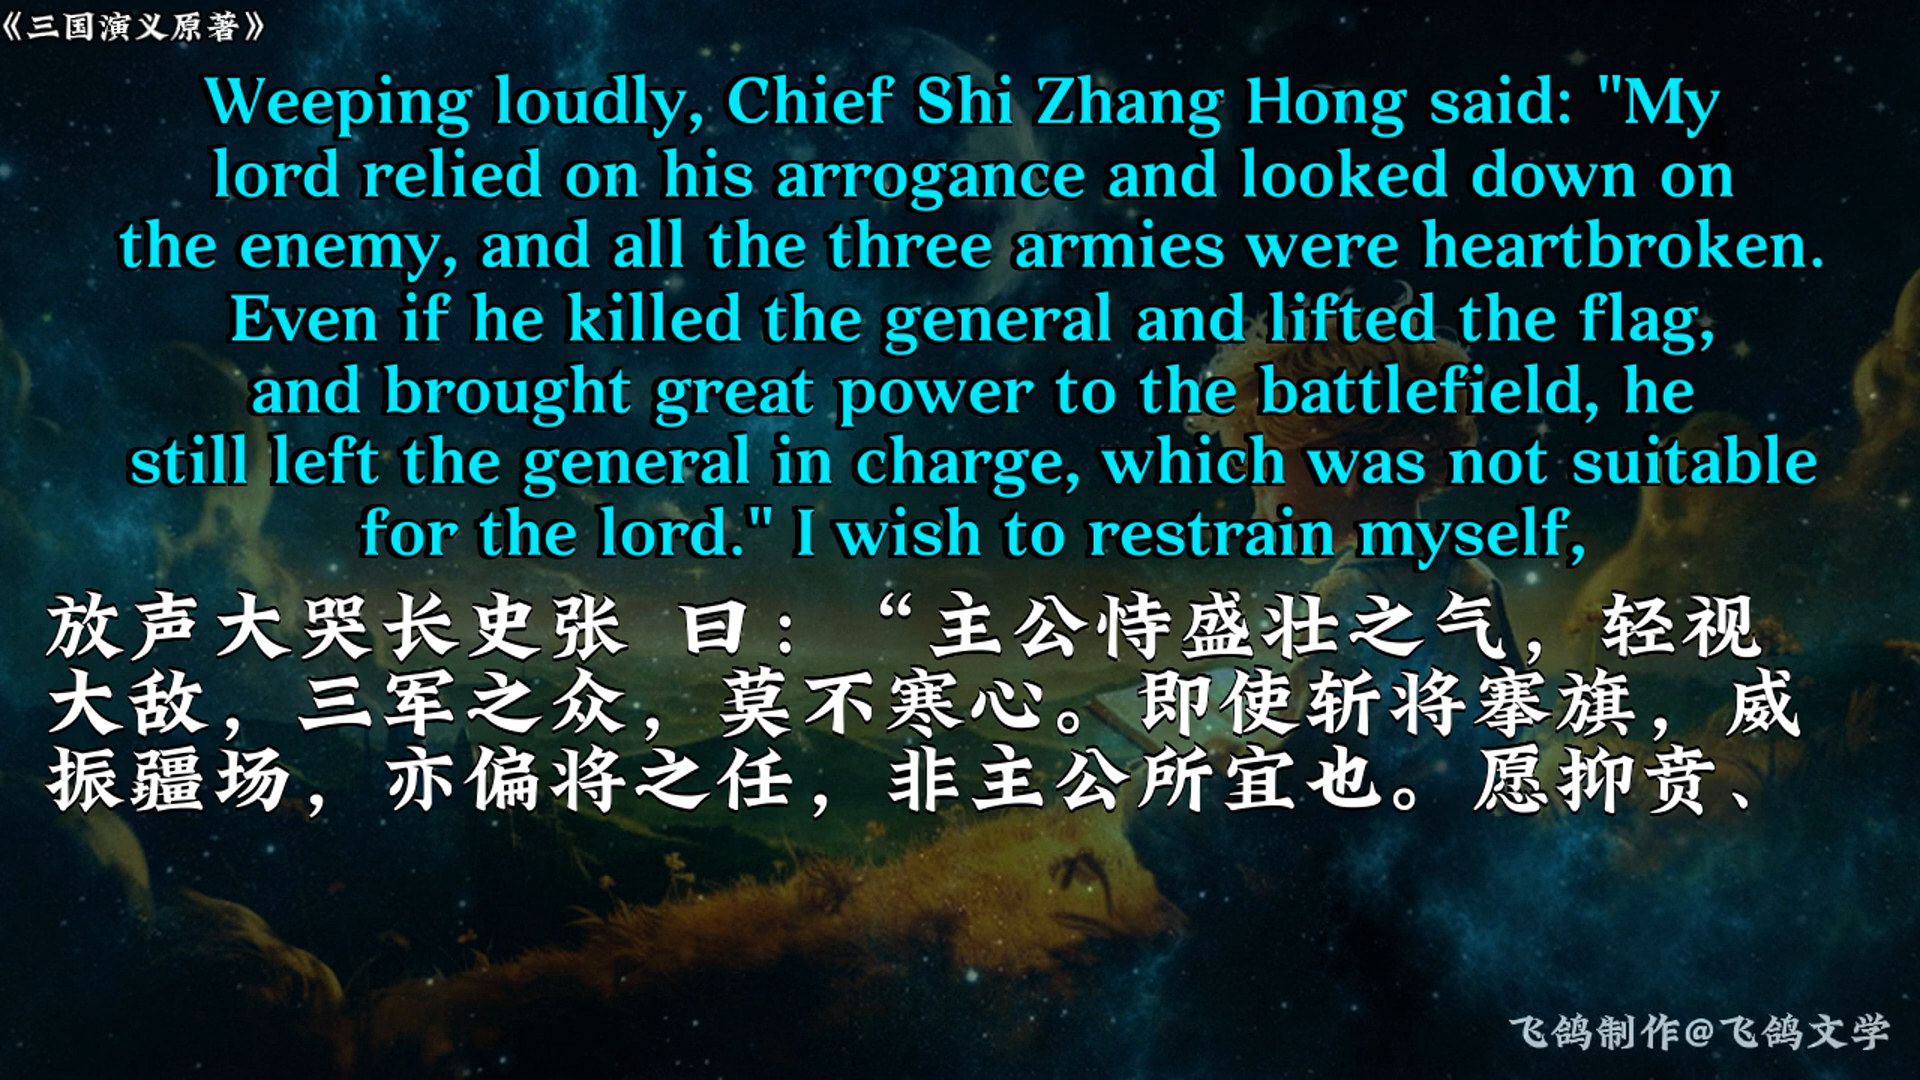 《三国演义原著》
Weeping loudly, Chief Shi Zhang Hong said: "My
lord relied on his arrogance and looked down on
the enemy, and all the three armies were heartbroken.
Even if he killed the general and lifted the flag,
and brought great power to the battlefield, he
still left the general in charge, which was not suitable
for the lord." I wish to restrain myself,
放声大哭长史张 曰：“主公恃盛壮之气，轻视
大敌，三军之众，莫不寒心。即使斩将搴旗，威
振疆场，亦偏将之任，非主公所宜也。愿抑贲、
飞鸽制作@飞鸽文学